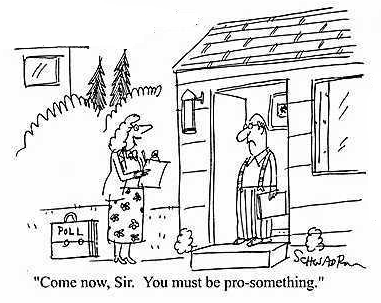 POLL
SCHWADRON
"Come now, Sir. You must be pro-something."